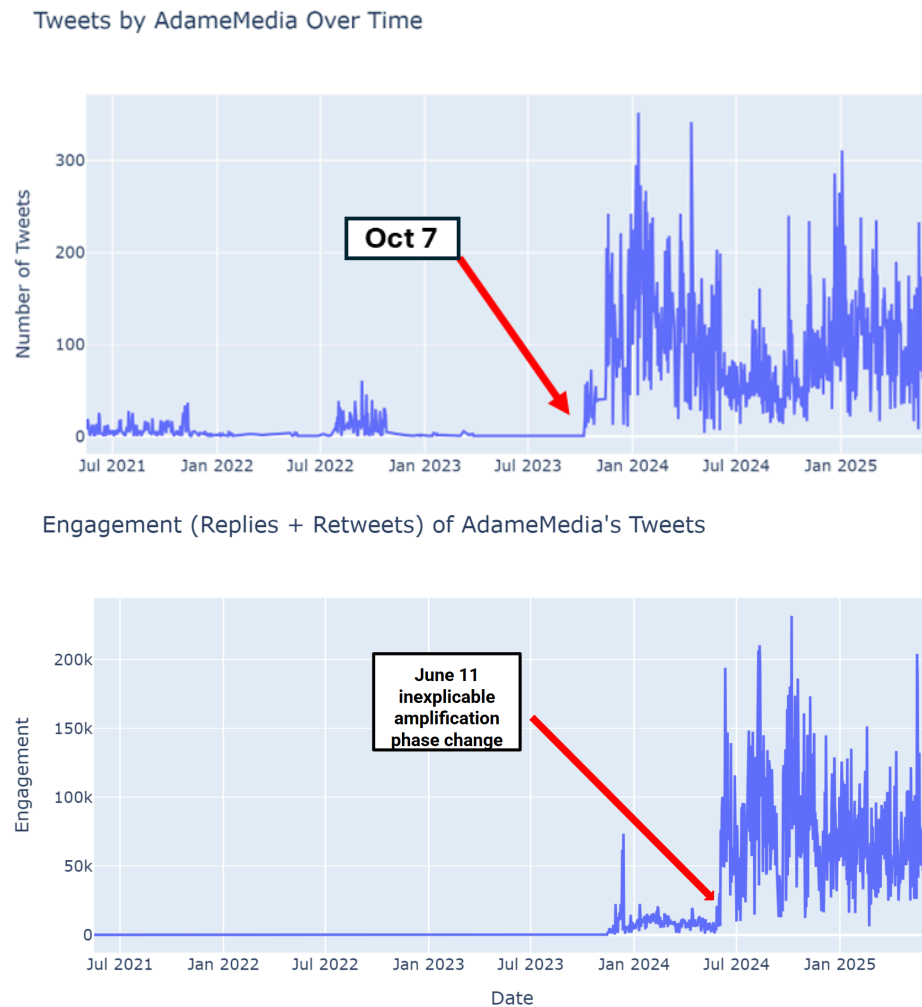 Tweets by AdameMedia Over Time
300
200
100
0
Number of Tweets
Oct 7
Jul 2021
Jan 2022
Jul 2022
Jan 2023
Jul 2023
Jan 2024
Jul 2024
Jan 2025
Engagement (Replies + Retweets) of AdameMedia's Tweets
200k
150k
100k
50k
0
Engagement
June 11
inexplicable
amplification
phase change
Jul 2021
Jan 2022
Jul 2022
Jan 2023
Jul 2023
Jan 2024
Jul 2024
Jan 2025
Date